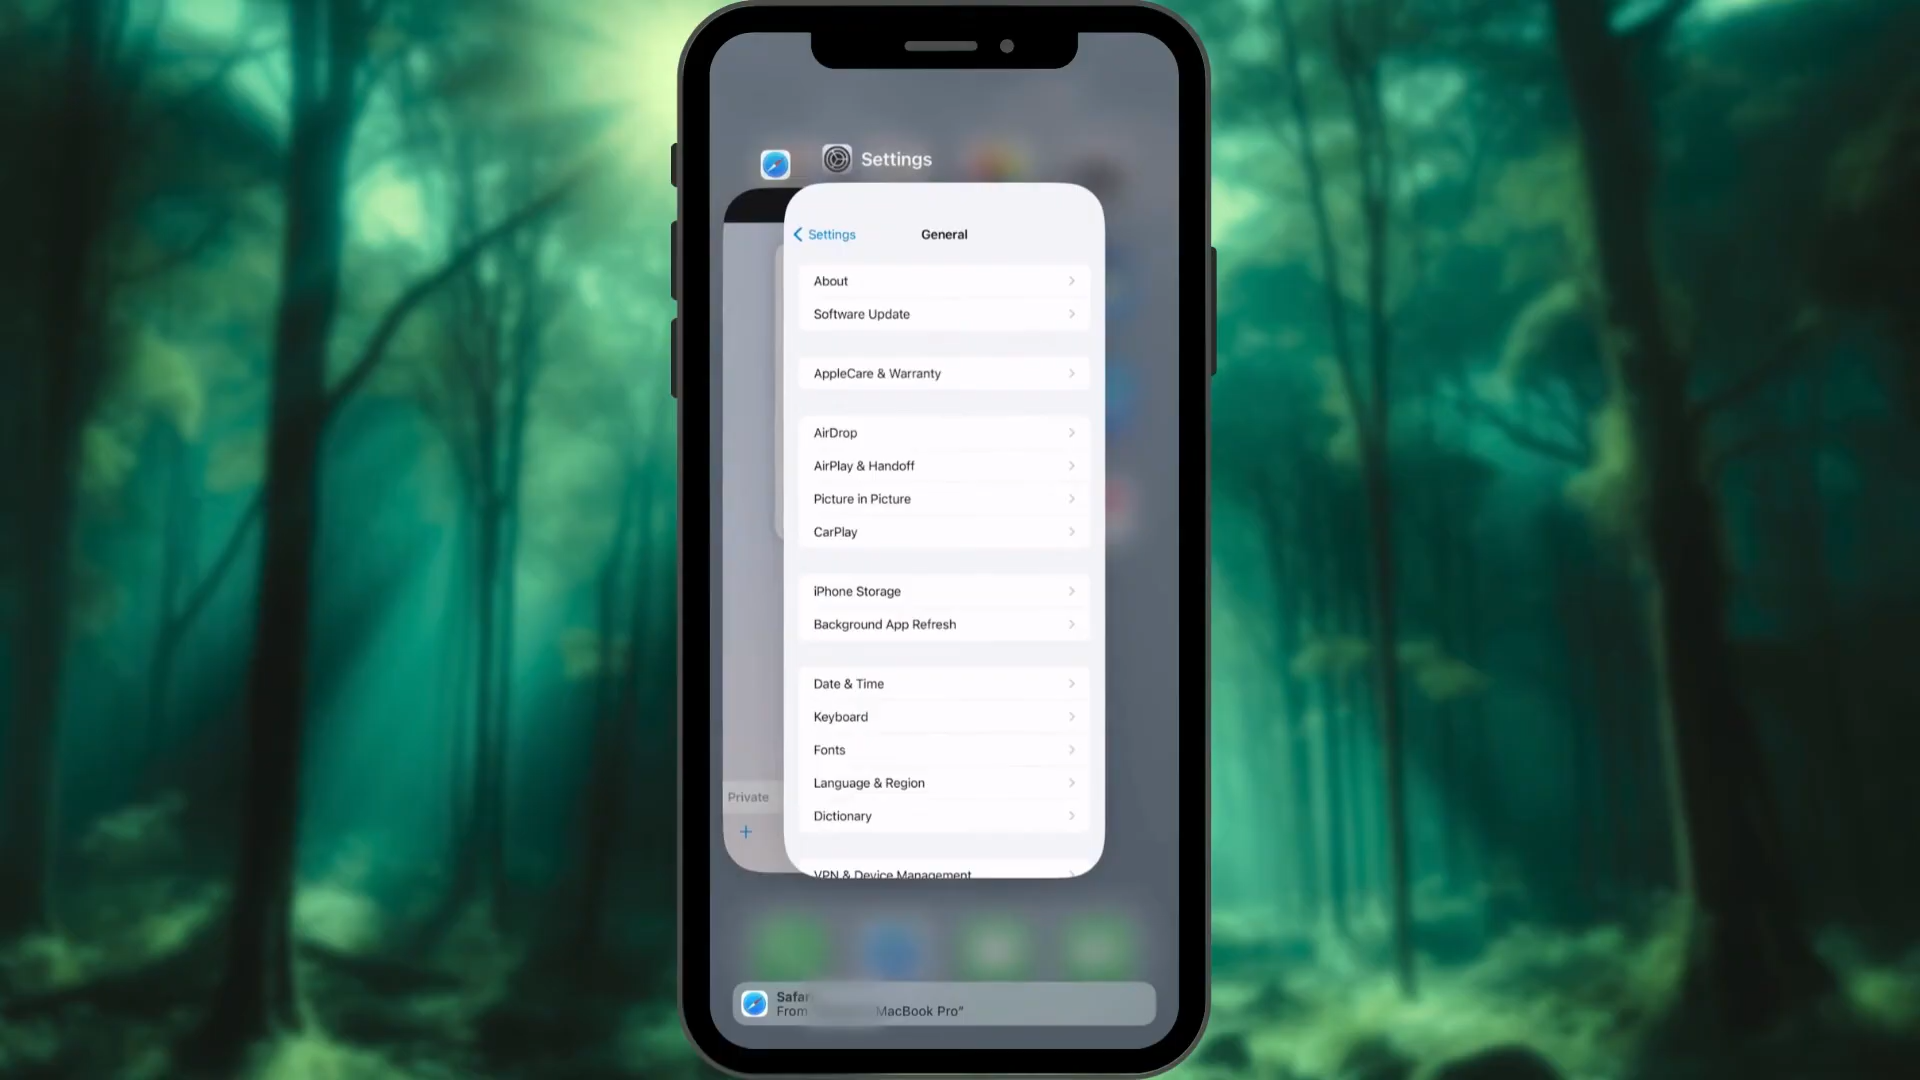 Settings
Settings
General
About
Software Update
AppleCare & Warranty
AirDrop
AirPlay & Handoff
Picture in Picture
CarPlay
iPhone Storage
Background App Refresh
Date & Time
Keyboard
Fonts
Language & Region
Dictionary
VPN & Device Management
Private
Safari
From MacBook Pro"